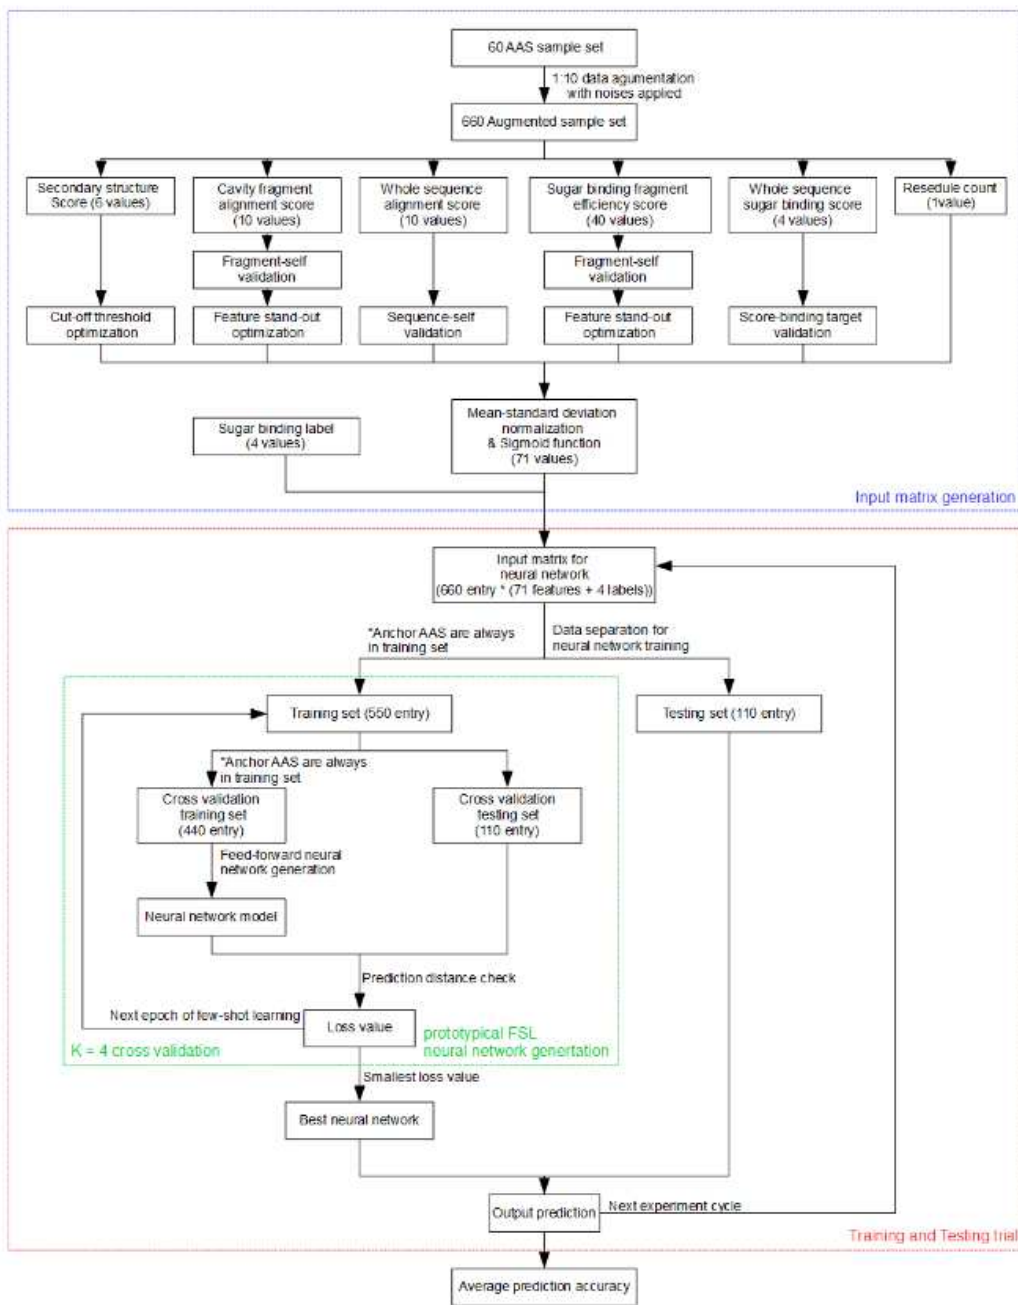 60 AAS sample set
1:10 data agumentation
with noises applied
660 Augmented sample set
Secondary structure
Score (6 values)
Cavity fragment
alignment score
(10 values)
Whole sequence
alignment score
(10 values)
Sugar binding fragment
efficiency score
(40 values)
Whole sequence
sugar binding score
(4 values)
Resedule count
(1value)
Fragment-self
validation
Fragment-self
validation
Cut-off threshold
optimization
Feature stand-out
optimization
Sequence-self
validation
Feature stand-out
optimization
Score-binding target
validation
Sugar binding label
(4 values)
Mean-standard deviation
normalization
& Sigmoid function
(71 values)
Input matrix generation
Input matrix for
neural network
(660 entry * (71 features + 4 labels))
*Anchor AAS are always
in training set
Data separation for
neural network training
Training set (550 entry)
Testing set (110 entry)
*Anchor AAS are always
in training set
Cross validation
training set
(440 entry)
Cross validation
testing set
(110 entry)
Feed-forward neural
network generation
Neural network model
Prediction distance check
Next epoch of few-shot learning
Loss value
K = 4 cross validation
prototypical FSL
neural network genertation
Smallest loss value
Best neural network
Output prediction
Next experiment cycle
Training and Testing trial
Average prediction accuracy